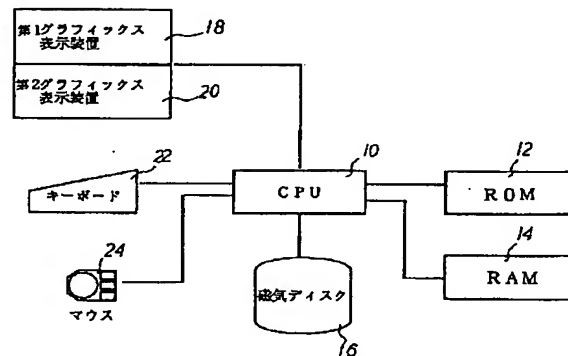 第1グラフィックス
表示装置
18
第2グラフィックス
表示装置
20
22
キーボード
10
CPU
12
ROM
14
RAM
24
マウス
磁気ディスク
16